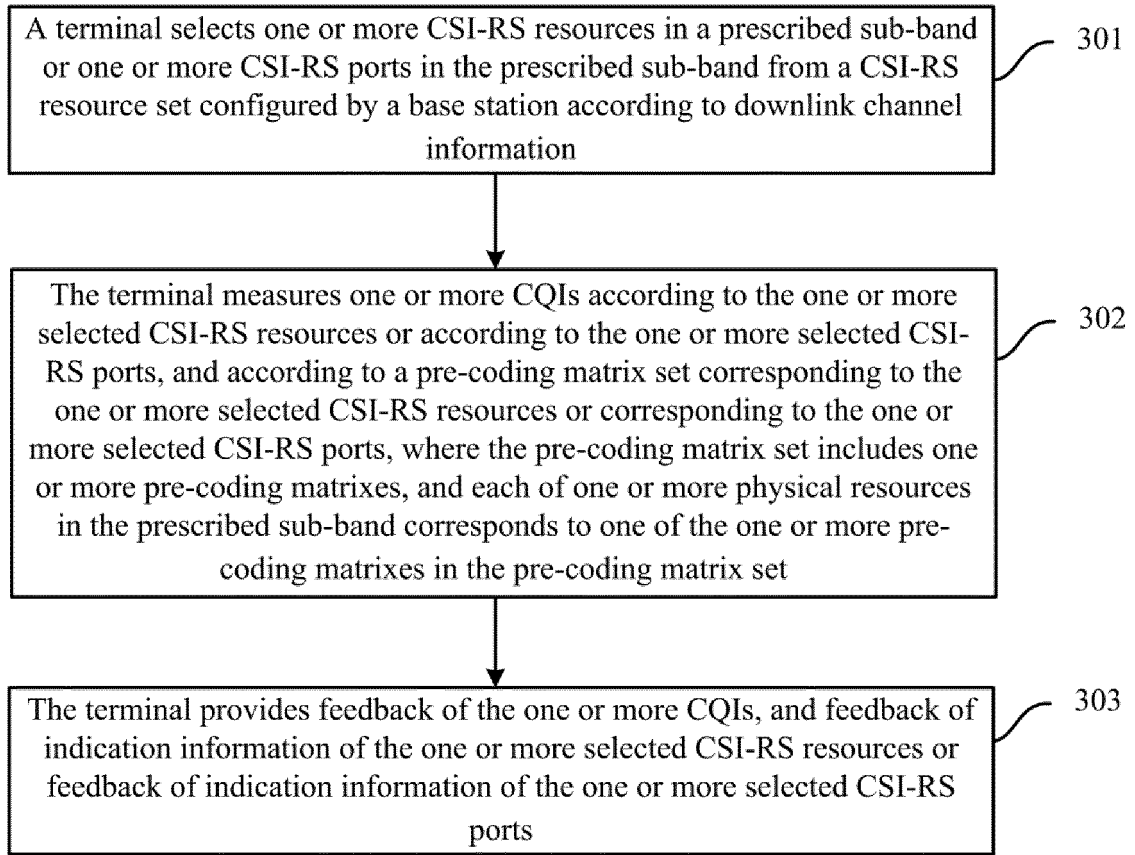 A terminal selects one or more CSI-RS resources in a prescribed sub-band
or one or more CSI-RS ports in the prescribed sub-band from a CSI-RS
resource set configured by a base station according to downlink channel
information
301
The terminal measures one or more CQIs according to the one or more
selected CSI-RS resources or according to the one or more selected CSI-
RS ports, and according to a pre-coding matrix set corresponding to the
one or more selected CSI-RS resources or corresponding to the one or
more selected CSI-RS ports, where the pre-coding matrix set includes one
or more pre-coding matrixes, and each of one or more physical resources
in the prescribed sub-band corresponds to one of the one or more pre-
coding matrixes in the pre-coding matrix set
302
The terminal provides feedback of the one or more CQIs, and feedback of
indication information of the one or more selected CSI-RS resources or
feedback of indication information of the one or more selected CSI-RS
ports
303